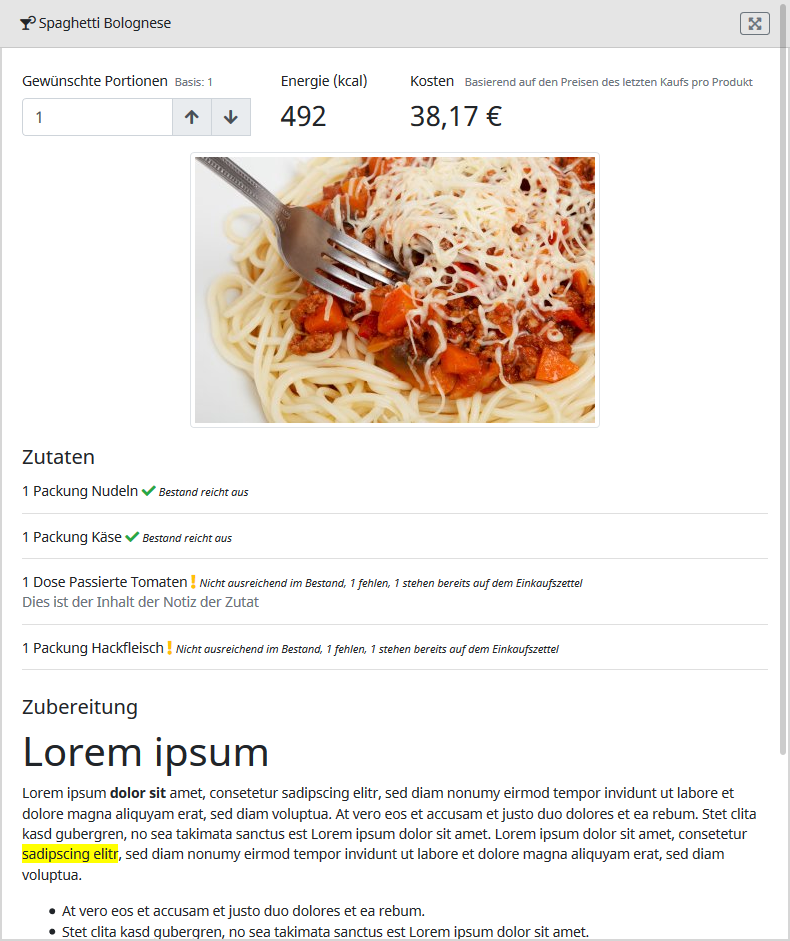 Spaghetti Bolognese
Gewünschte Portionen Basis: 1
Energie (kcal)
Kosten Basierend auf den Preisen des letzten Kaufs pro Produkt
1
492
38,17 €
Zutaten
1 Packung Nudeln Bestand reicht aus
1 Packung Käse Bestand reicht aus
1 Dose Passierte Tomaten Nicht ausreichend im Bestand, 1 fehlen, 1 stehen bereits auf dem Einkaufszettel
Dies ist der Inhalt der Notiz der Zutat
1 Packung Hackfleisch Nicht ausreichend im Bestand, 1 fehlen, 1 stehen bereits auf dem Einkaufszettel
Zubereitung
Lorem ipsum
Lorem ipsum dolor sit amet, consetetur sadipscing elitr, sed diam nonumy eirmod tempor invidunt ut labore et
dolore magna aliquyam erat, sed diam voluptua. At vero eos et accusam et justo duo dolores et ea rebum. Stet clita
kasd gubergren, no sea takimata sanctus est Lorem ipsum dolor sit amet. Lorem ipsum dolor sit amet, consetetur
sadipscing elitr, sed diam nonumy eirmod tempor invidunt ut labore et dolore magna aliquyam erat, sed diam
voluptua.
• At vero eos et accusam et justo duo dolores et ea rebum.
• Stet clita kasd gubergren, no sea takimata sanctus est Lorem ipsum dolor sit amet.